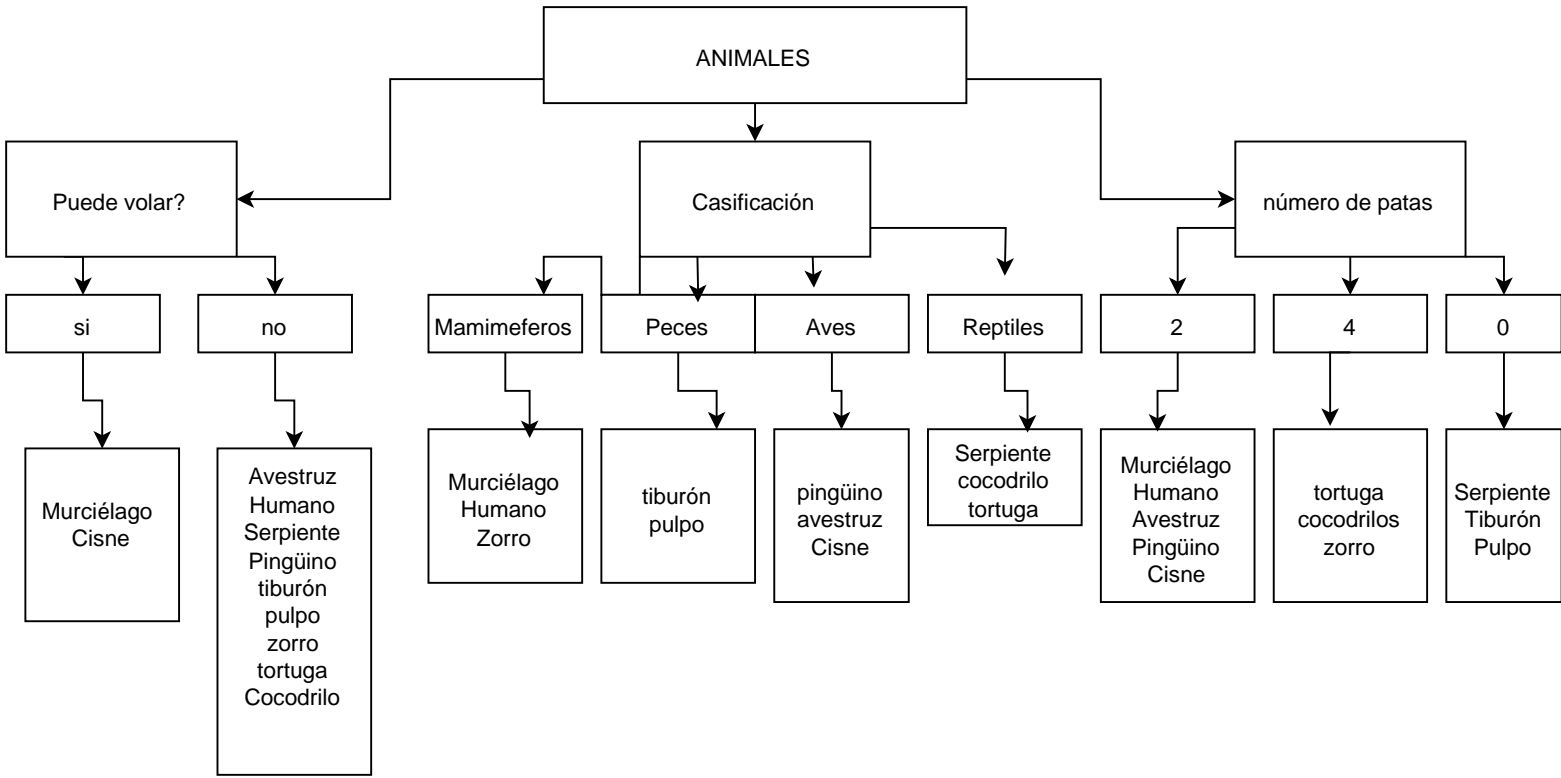 ANIMALES
Puede volar?
Casificación
número de patas
si
no
Mamimeferos
Peces
Aves
Reptiles
2
4
0
Murciélago
Cisne
Avestruz
Humano
Serpiente
Pingüino
tiburón
pulpo
zorro
tortuga
Cocodrilo
Murciélago
Humano
Zorro
tiburón
pulpo
pingüino
avestruz
Cisne
Serpiente
cocodrilo
tortuga
Murciélago
Humano
Avestruz
Pingüino
Cisne
tortuga
cocodrilos
zorro
Serpiente
Tiburón
Pulpo